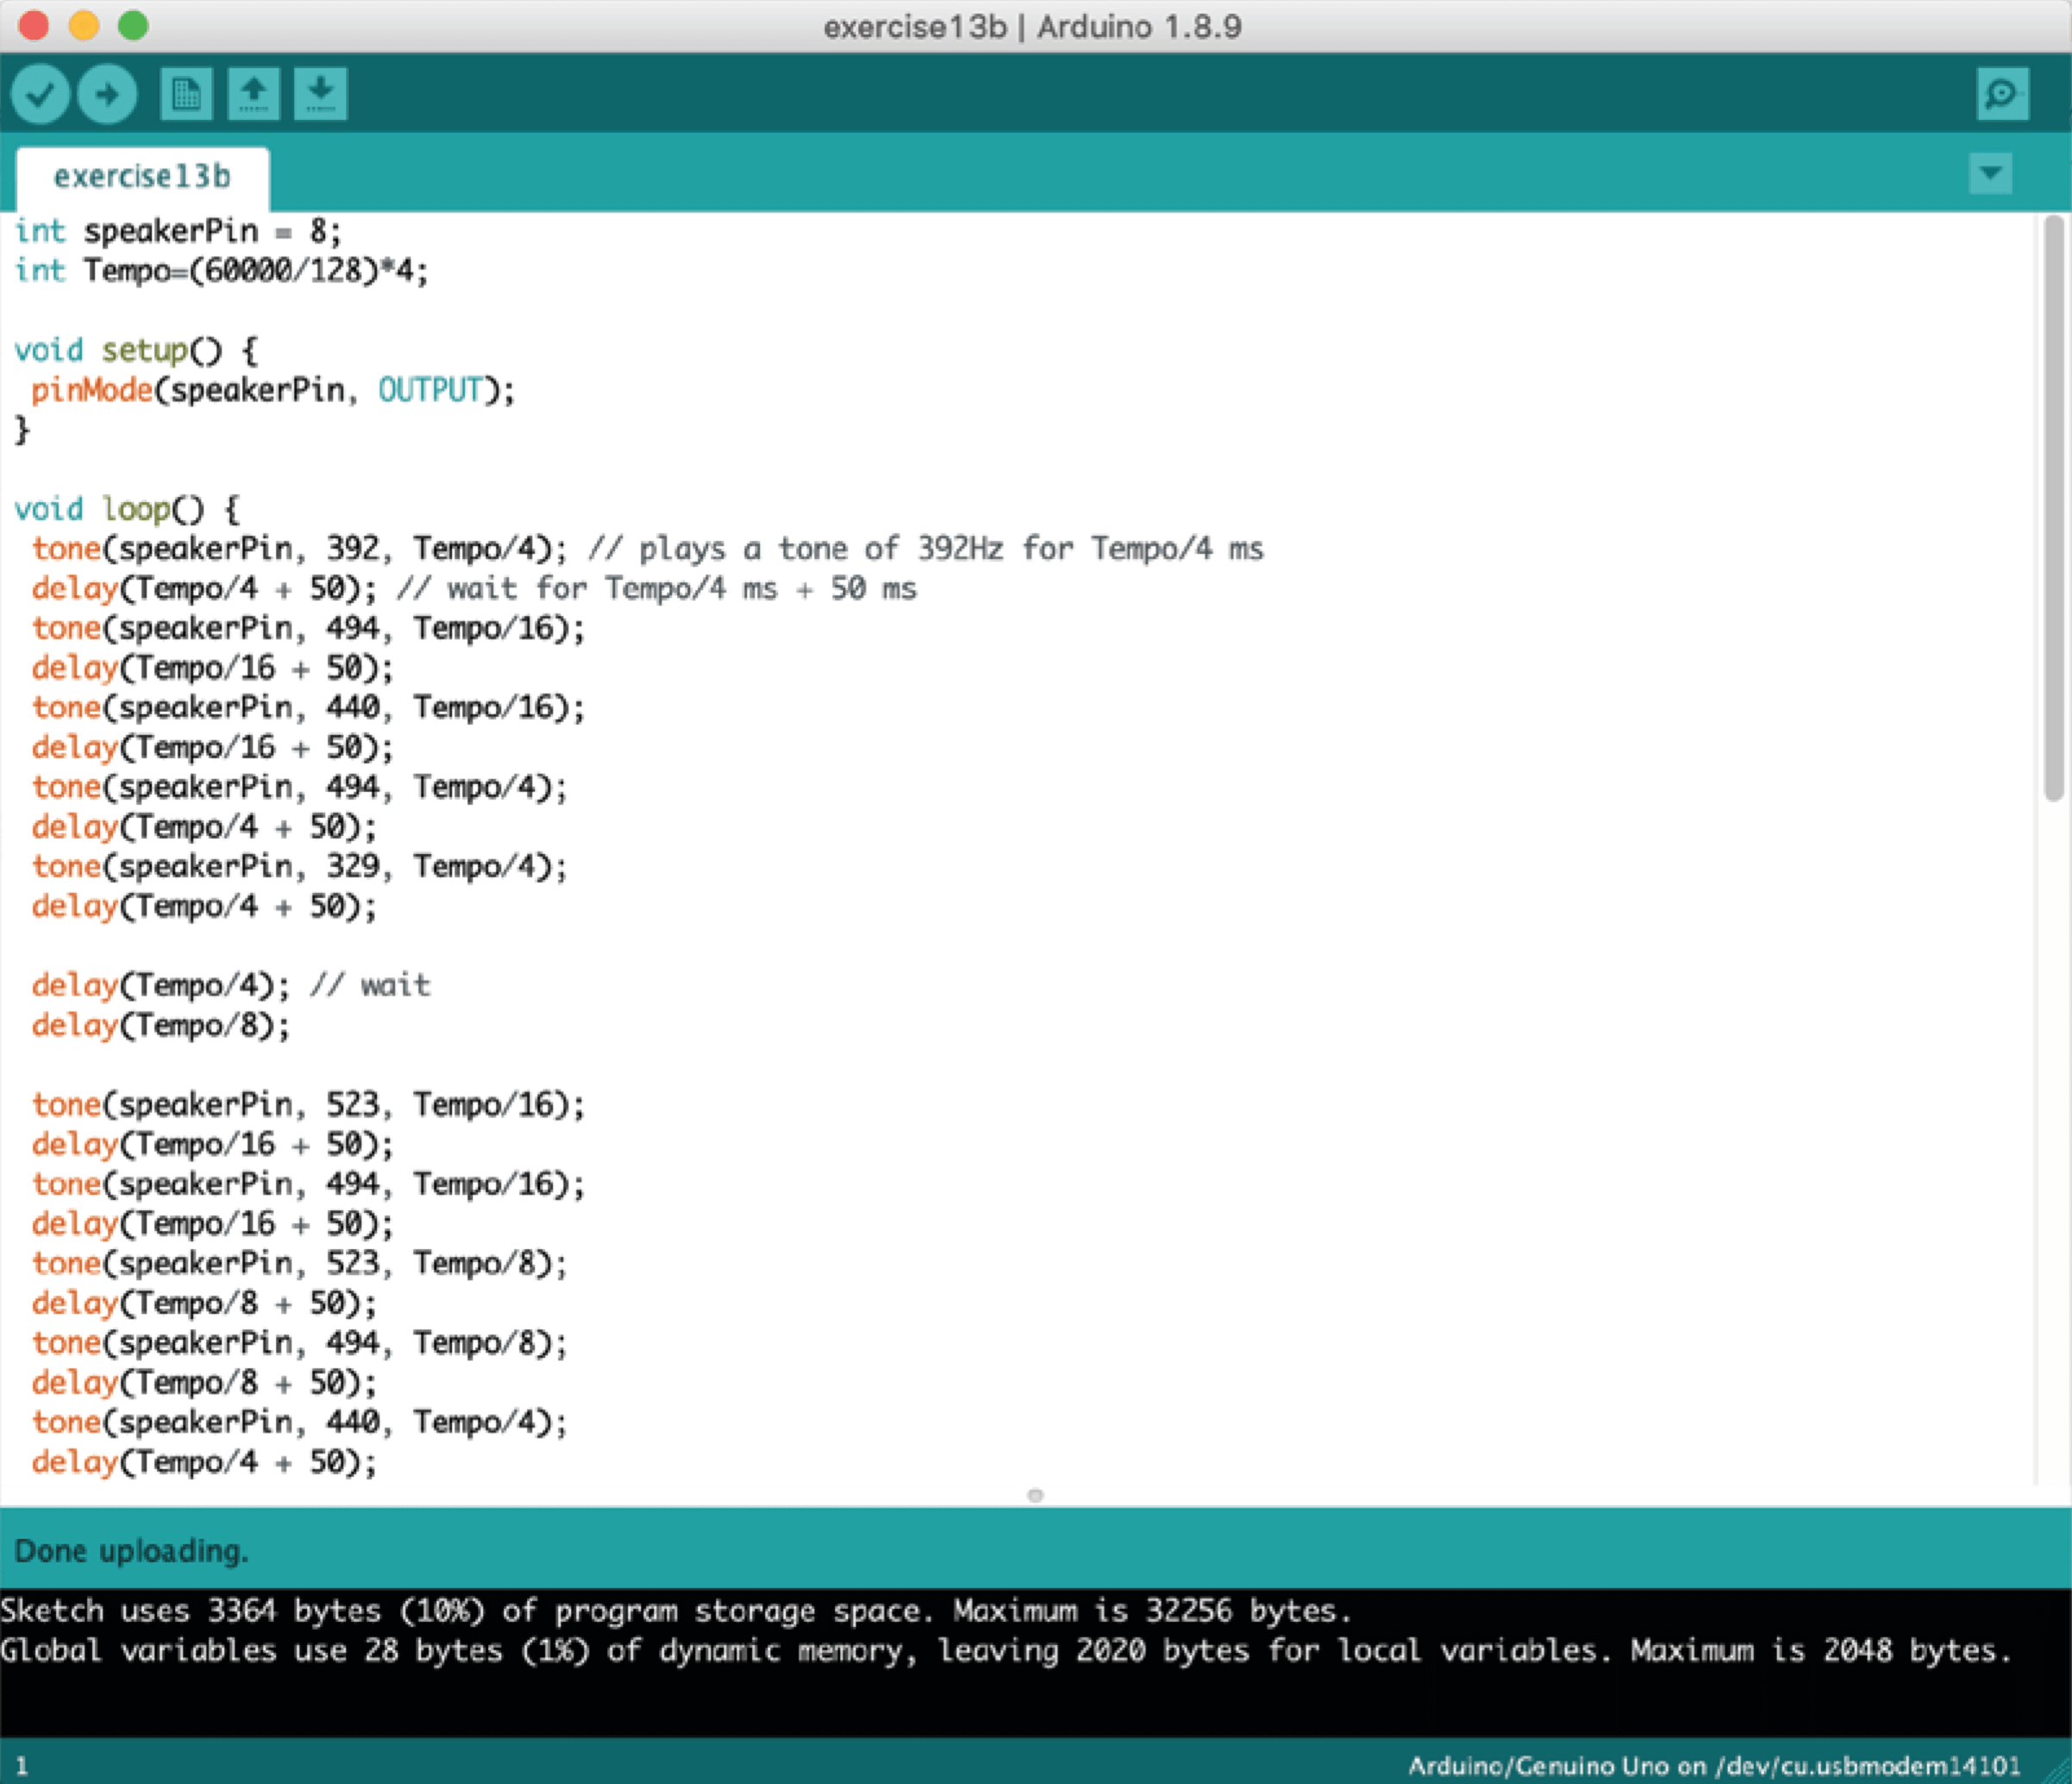 exercise13b | Arduino 1.8.9
exercise13b
int speakerPin = 8;
int Tempo=(60000/128)*4;
void setup() {
pinMode(speakerPin, OUTPUT);
}
void loop() {
tone(speakerPin, 392, Tempo/4); // plays a tone of 392Hz for Tempo/4 ms
delay(Tempo/4 + 50); // wait for Tempo/4 ms + 50 ms
tone(speakerPin, 494, Tempo/16);
delay(Tempo/16 + 50);
tone(speakerPin, 440, Tempo/16);
delay(Tempo/16 + 50);
tone(speakerPin, 494, Tempo/4);
delay(Tempo/4 + 50);
tone(speakerPin, 329, Tempo/4);
delay(Tempo/4 + 50);
delay(Tempo/4); // wait
delay(Tempo/8);
tone(speakerPin, 523, Tempo/16);
delay(Tempo/16 + 50);
tone(speakerPin, 494, Tempo/16);
delay(Tempo/16 + 50);
tone(speakerPin, 523, Tempo/8);
delay(Tempo/8 + 50);
tone(speakerPin, 494, Tempo/8);
delay(Tempo/8 + 50);
tone(speakerPin, 440, Tempo/4);
delay(Tempo/4 + 50);
Done uploading.
Sketch uses 3364 bytes (10%) of program storage space. Maximum is 32256 bytes.
Global variables use 28 bytes (1%) of dynamic memory, leaving 2020 bytes for local variables. Maximum is 2048 bytes.
1
Arduino/Genuino Uno on /dev/cu.usbmodem14101